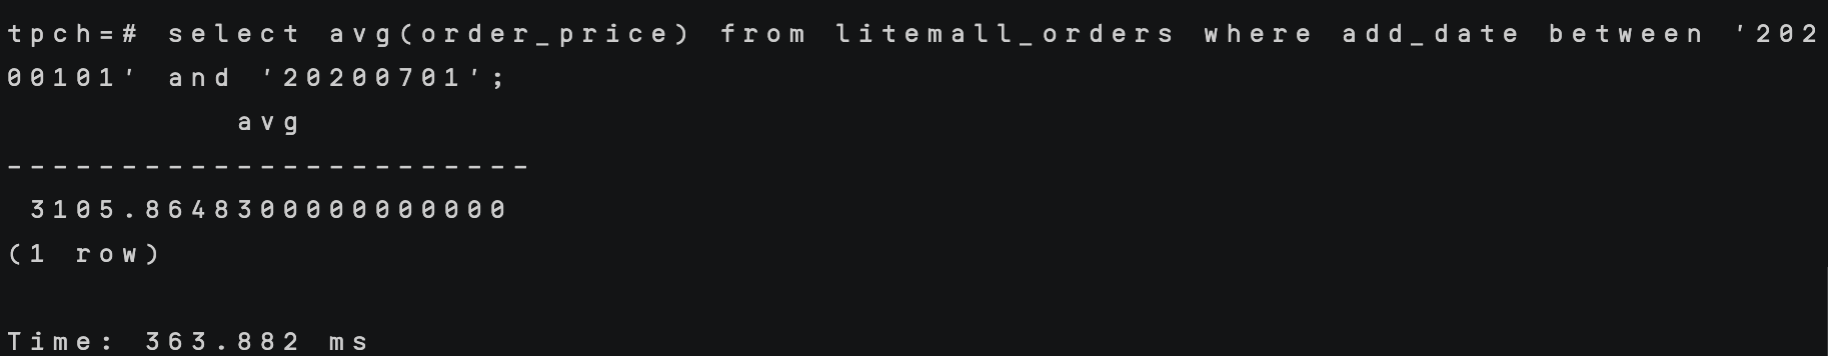 tpch=# select avg(order_price) from litemall_orders where add_date between '202
00101' and '20200701';
avg
-----------------------
3105.8648300000000000
(1 row)
Time: 363.882 ms